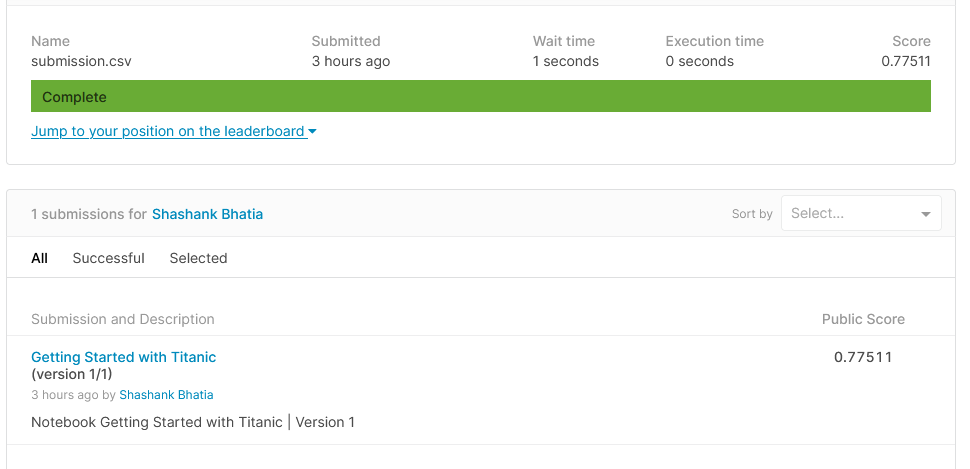 Name Submitted Wait time Execution time Score
submission.csv 3 hours ago 1 seconds 0 seconds 0.77511
Complete
Jump to your position on the leaderboard
1 submissions for Shashank Bhatia Sort by Select...
All Successful Selected
Submission and Description Public Score
Getting Started with Titanic 0.77511
(version 1/1)
3 hours ago by Shashank Bhatia
Notebook Getting Started with Titanic | Version 1